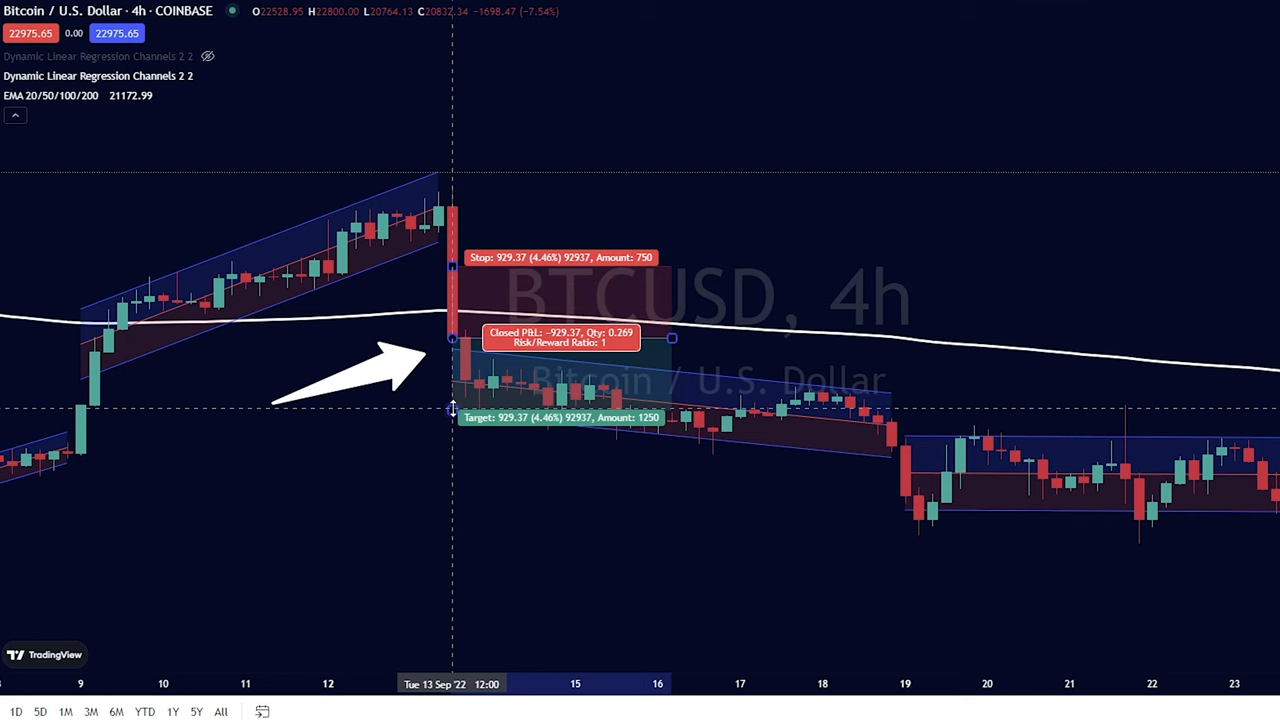 Bitcoin / U.S. Dollar · 4h · COINBASE O22528.95 H22800.00 L20764.13 C20832.34 −1698.47 (−7.54%)
22975.65 0.00 22975.65
Dynamic Linear Regression Channels 2 2
Dynamic Linear Regression Channels 2 2
EMA 20/50/100/200 21172.99
Stop: 929.37 (4.46%) 92937, Amount: 750
BTCUSD, 4h
Closed P&L: −929.37, Qty: 0.269
Risk/Reward Ratio: 1
Bitcoin / U.S. Dollar
Target: 929.37 (4.46%) 92937, Amount: 1250
TradingView
9 10 11 12 Tue 13 Sep '22 12:00 15 16 17 18 19 20 21 22 23
1D 5D 1M 3M 6M YTD 1Y 5Y All